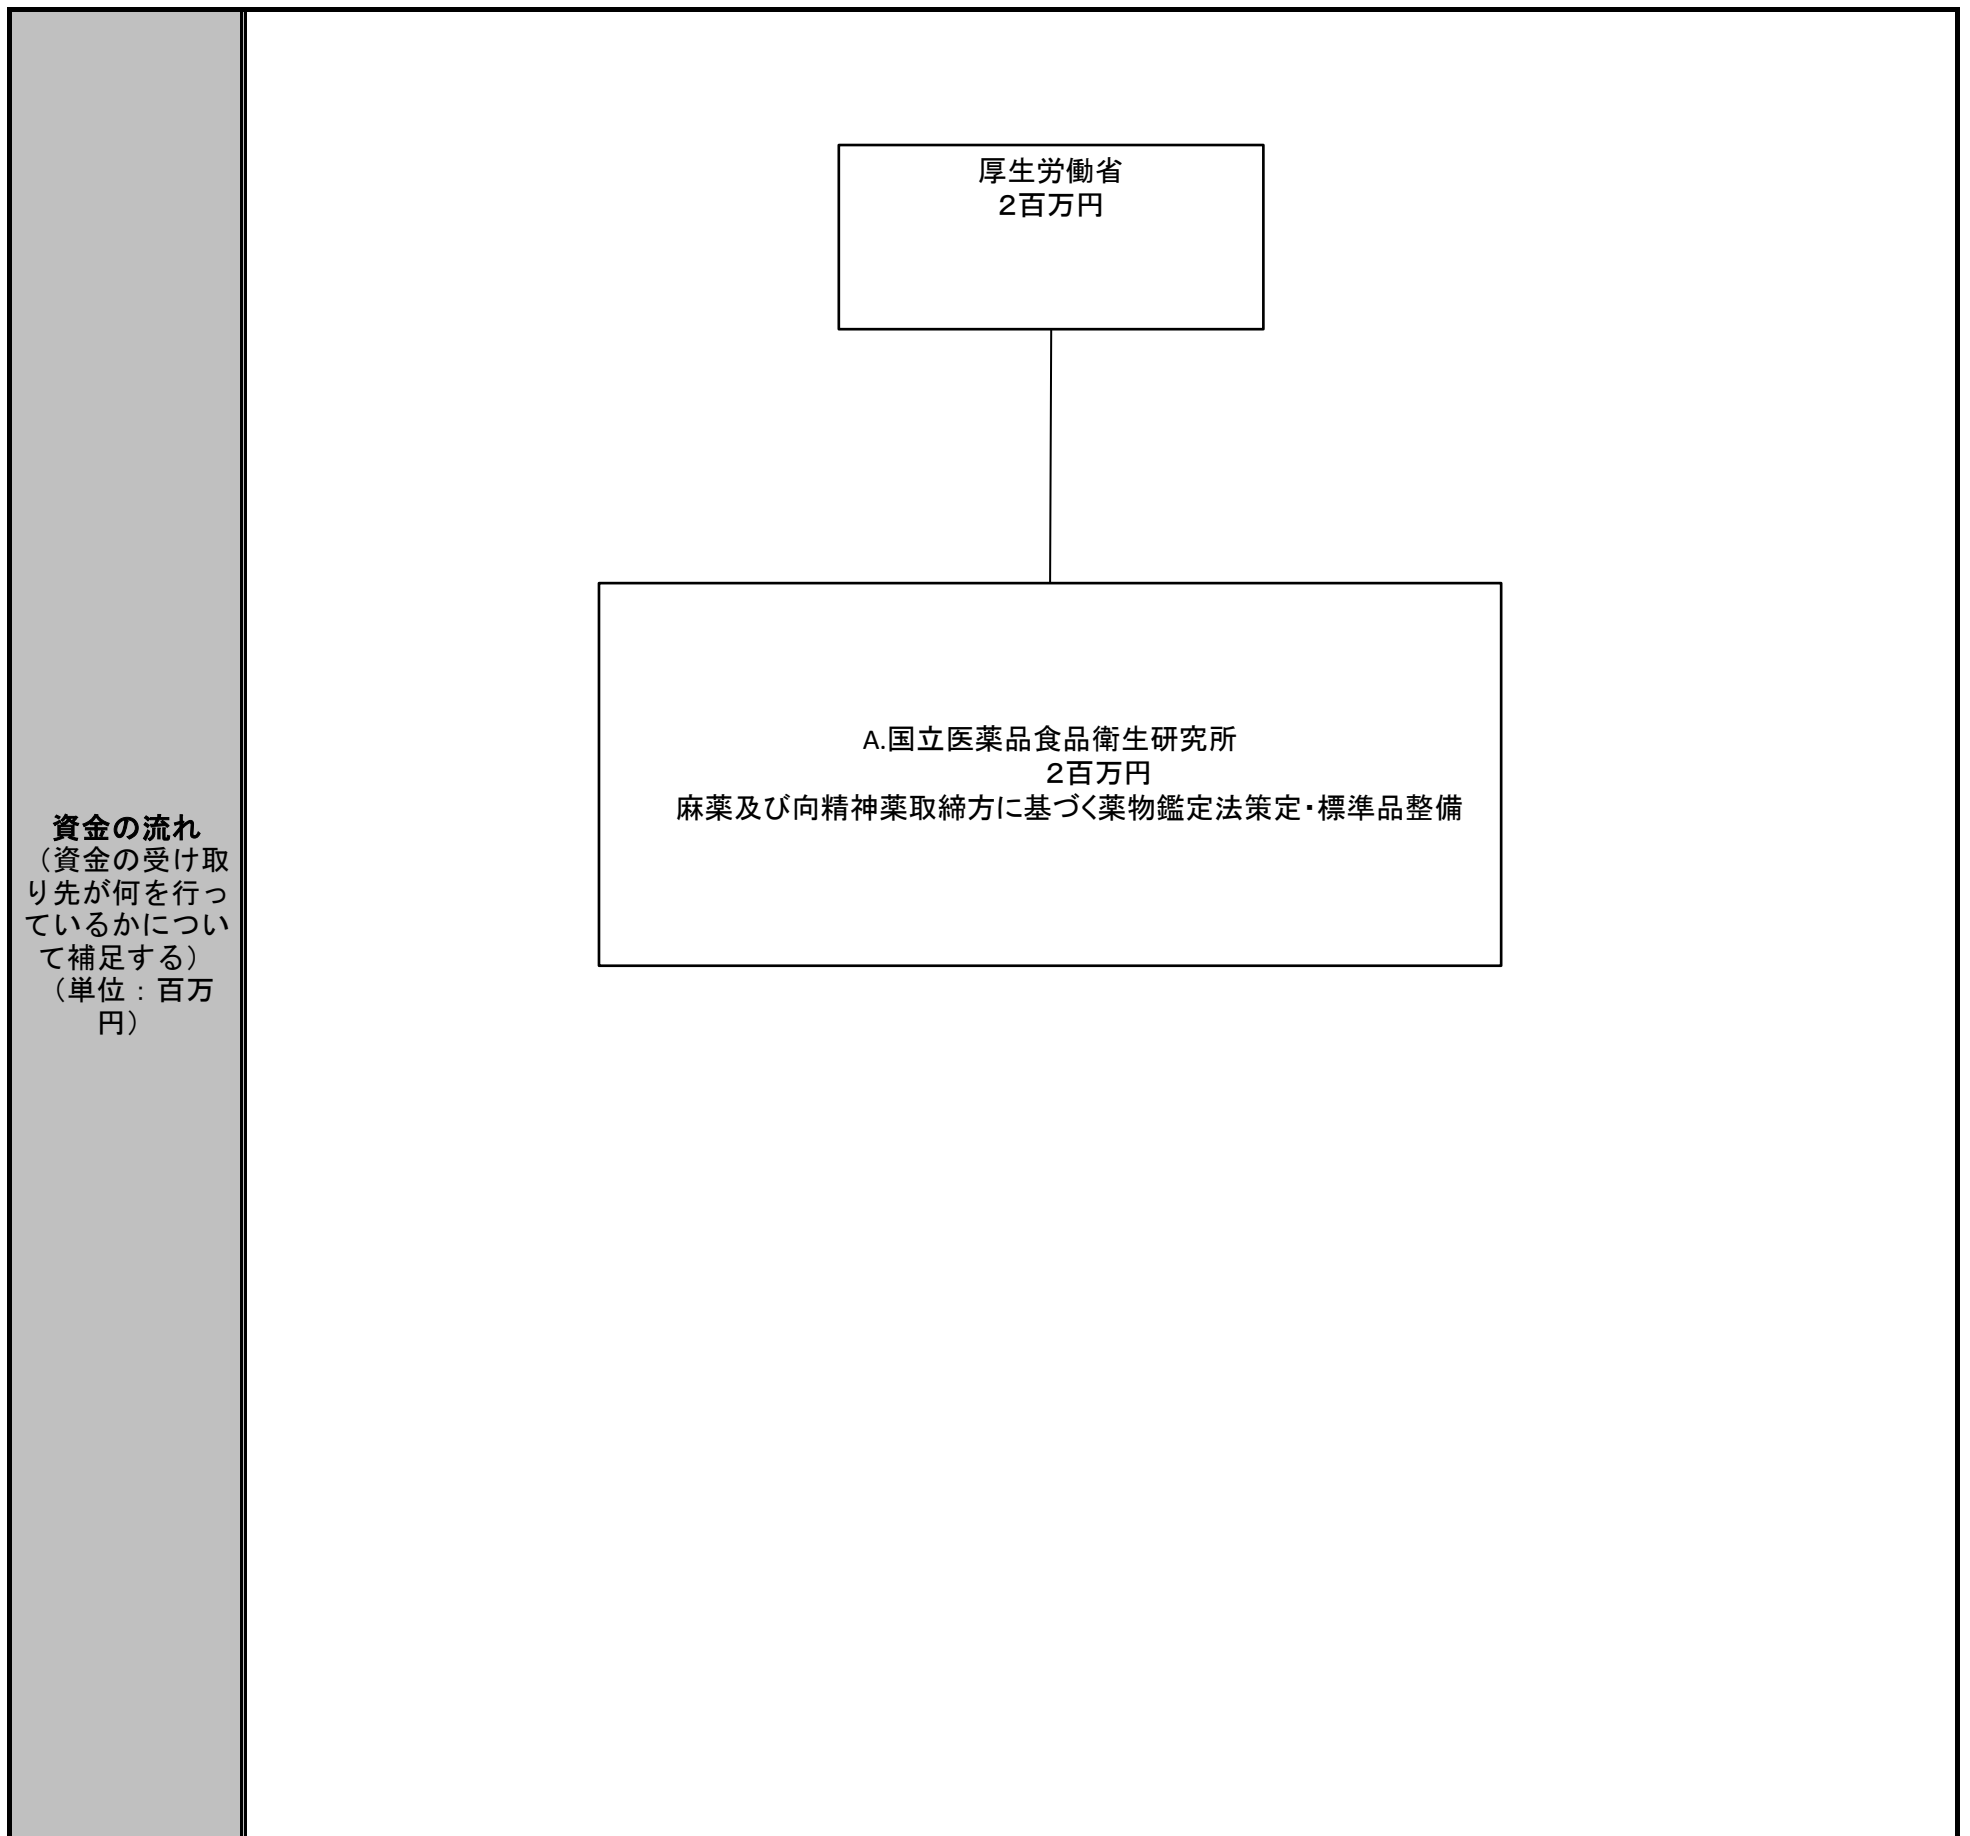 厚生労働省
２百万円
A.国立医薬品食品衛生研究所
２百万円
麻薬及び向精神薬取締方に基づく薬物鑑定法策定・標準品整備
資金の流れ
（資金の受け取
り先が何を行っ
ているかについ
て補足する）
（単位：百万
円）